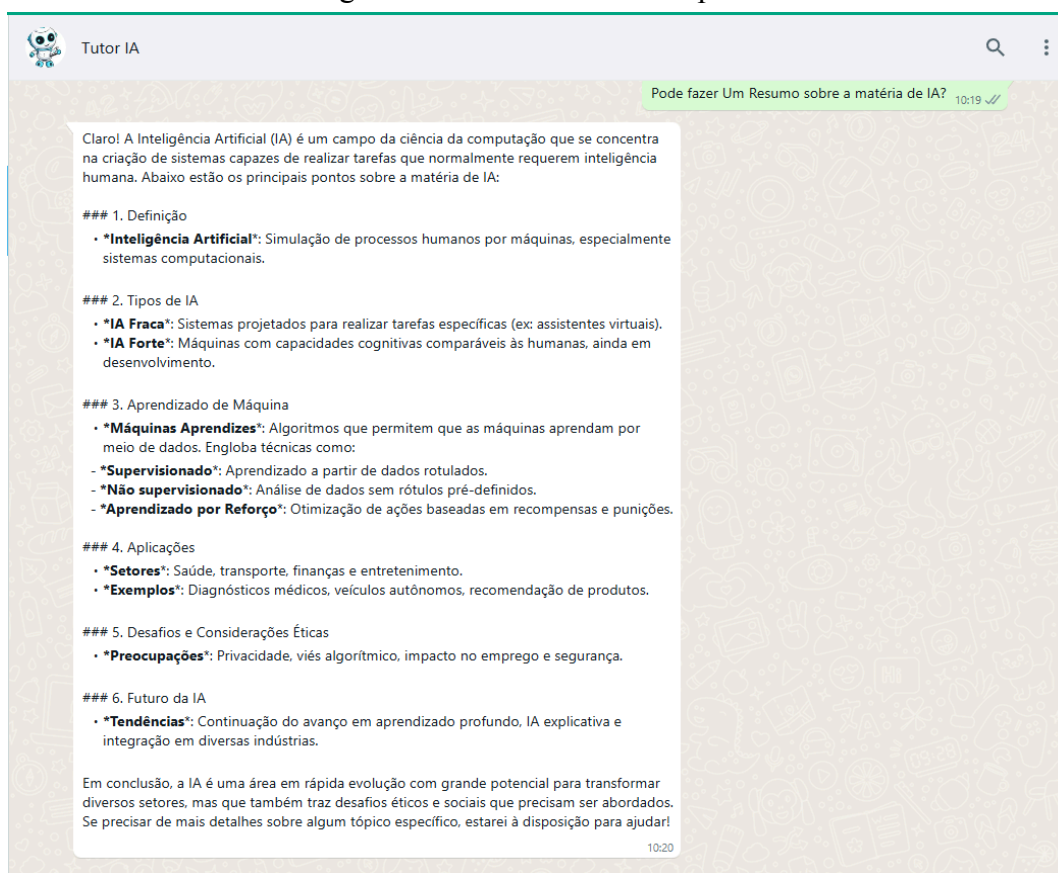 Tutor IA
Pode fazer Um Resumo sobre a matéria de IA? 10:19
Claro! A Inteligência Artificial (IA) é um campo da ciência da computação que se concentra
na criação de sistemas capazes de realizar tarefas que normalmente requerem inteligência
humana. Abaixo estão os principais pontos sobre a matéria de IA:
### 1. Definição
• *Inteligência Artificial*: Simulação de processos humanos por máquinas, especialmente
sistemas computacionais.
### 2. Tipos de IA
• *IA Fraca*: Sistemas projetados para realizar tarefas específicas (ex: assistentes virtuais).
• *IA Forte*: Máquinas com capacidades cognitivas comparáveis às humanas, ainda em
desenvolvimento.
### 3. Aprendizado de Máquina
• *Máquinas Aprendizes*: Algoritmos que permitem que as máquinas aprendam por
meio de dados. Engloba técnicas como:
- *Supervisionado*: Aprendizado a partir de dados rotulados.
- *Não supervisionado*: Análise de dados sem rótulos pré-definidos.
- *Aprendizado por Reforço*: Otimização de ações baseadas em recompensas e punições.
### 4. Aplicações
• *Setores*: Saúde, transporte, finanças e entretenimento.
• *Exemplos*: Diagnósticos médicos, veículos autônomos, recomendação de produtos.
### 5. Desafios e Considerações Éticas
• *Preocupações*: Privacidade, viés algorítmico, impacto no emprego e segurança.
### 6. Futuro da IA
• *Tendências*: Continuação do avanço em aprendizado profundo, IA explicativa e
integração em diversas indústrias.
Em conclusão, a IA é uma área em rápida evolução com grande potencial para transformar
diversos setores, mas que também traz desafios éticos e sociais que precisam ser abordados.
Se precisar de mais detalhes sobre algum tópico específico, estarei à disposição para ajudar!
10:20